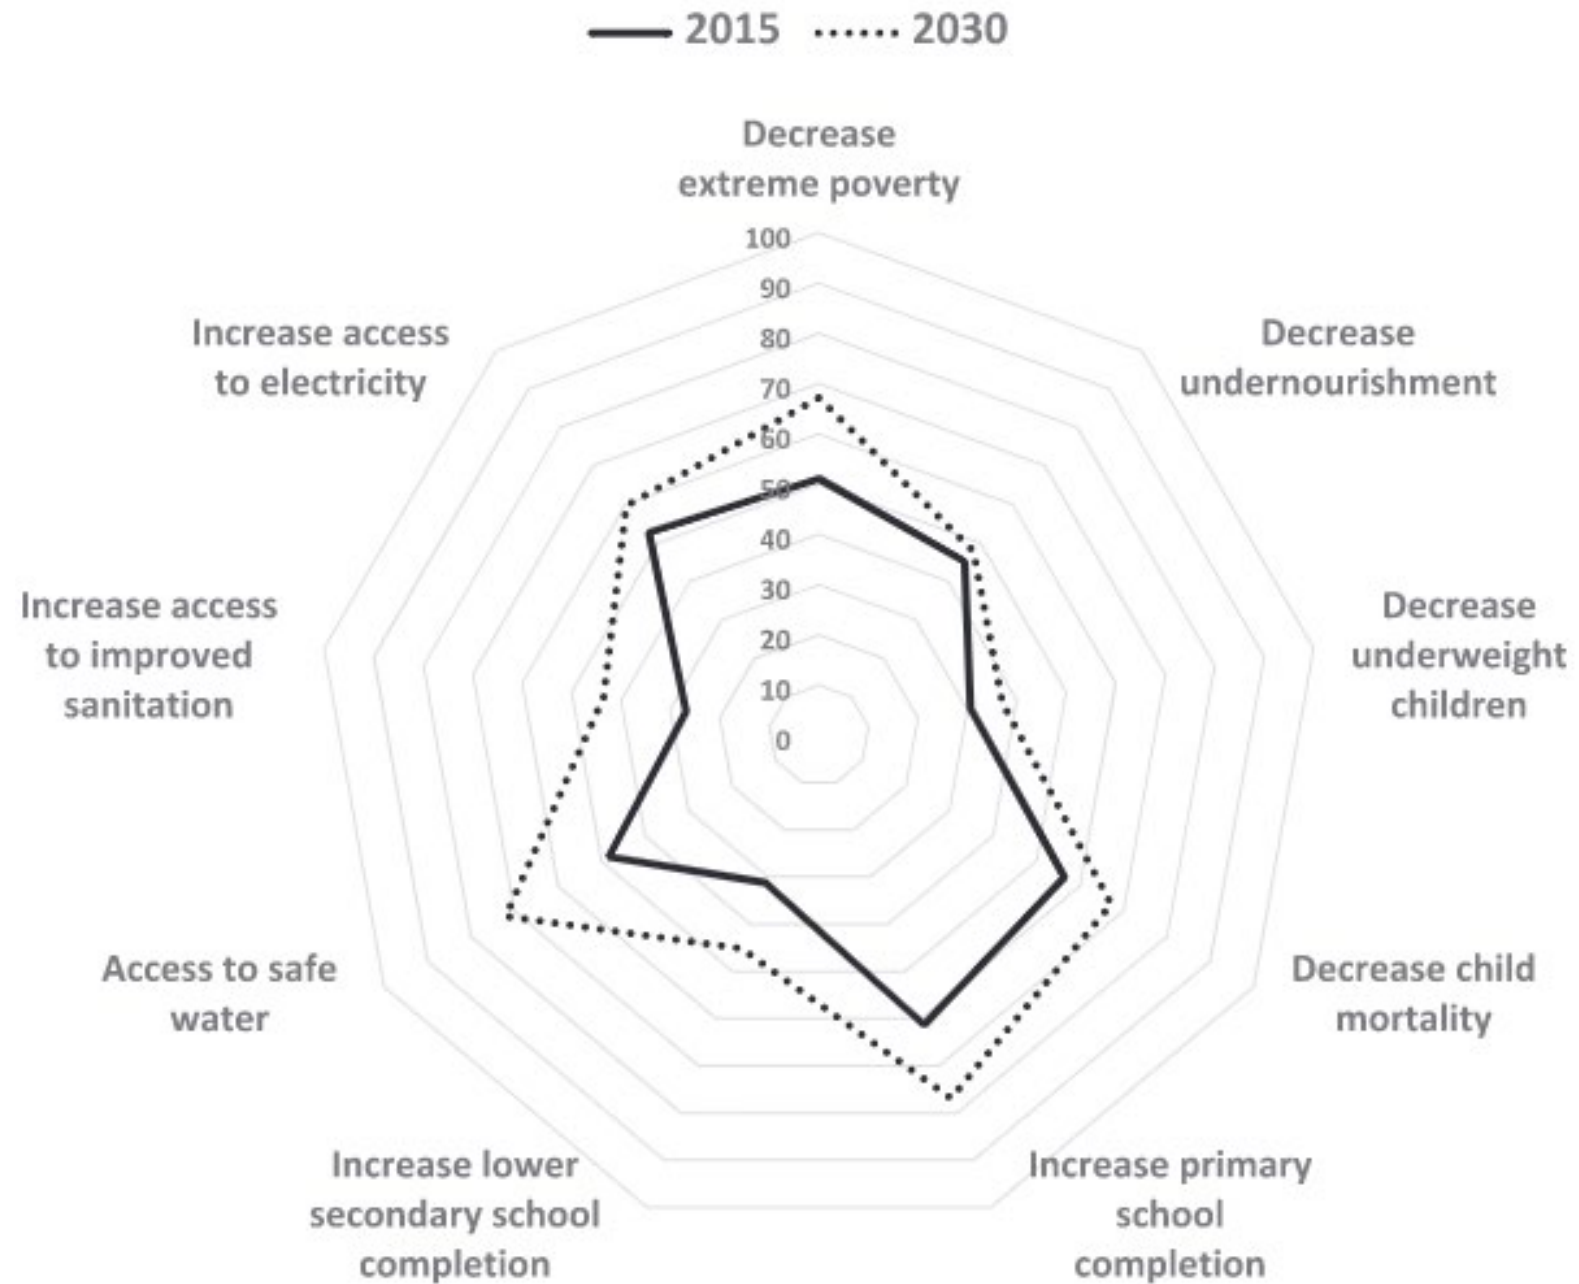 2015 2030
Decrease
extreme poverty
100
90
80
70
60
50
40
30
20
10
0
Decrease
undernourishment
Decrease
underweight
children
Decrease child
mortality
Increase primary
school
completion
Increase lower
secondary school
completion
Access to safe
water
Increase access
to improved
sanitation
Increase access
to electricity